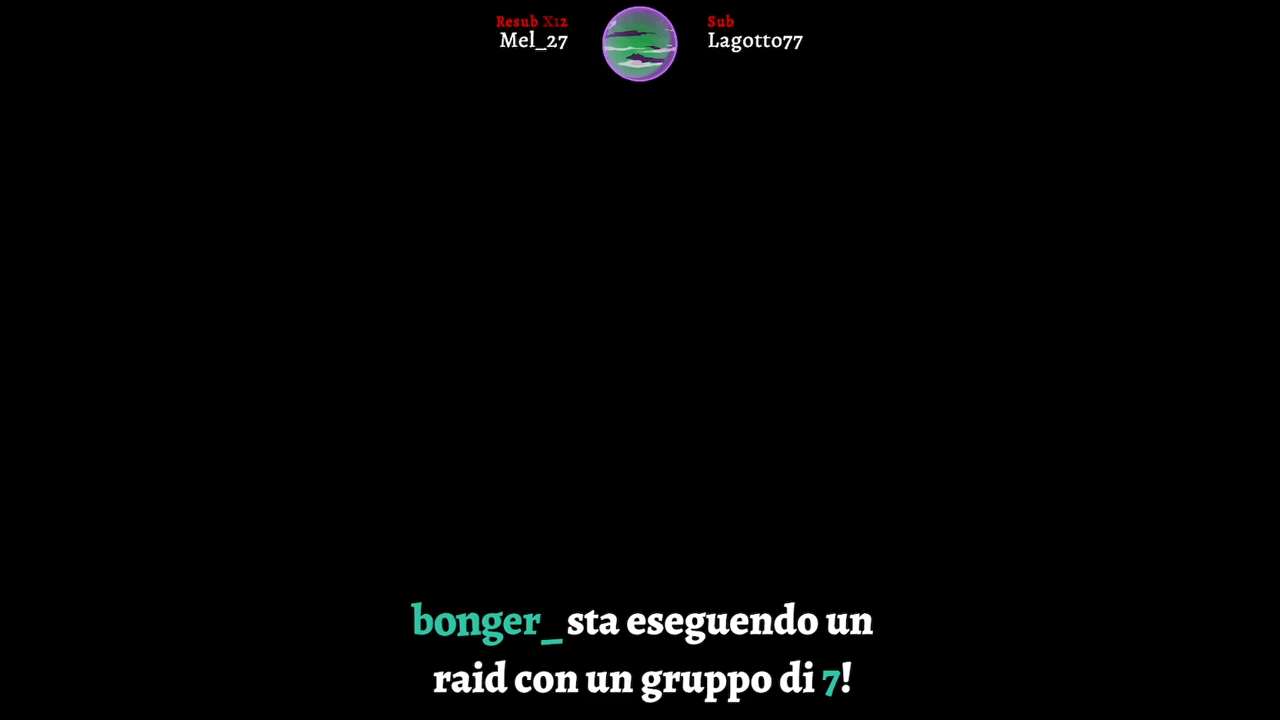 Resub X12
Mel_27
Sub
Lagotto77
bonger_ sta eseguendo un
raid con un gruppo di 7!